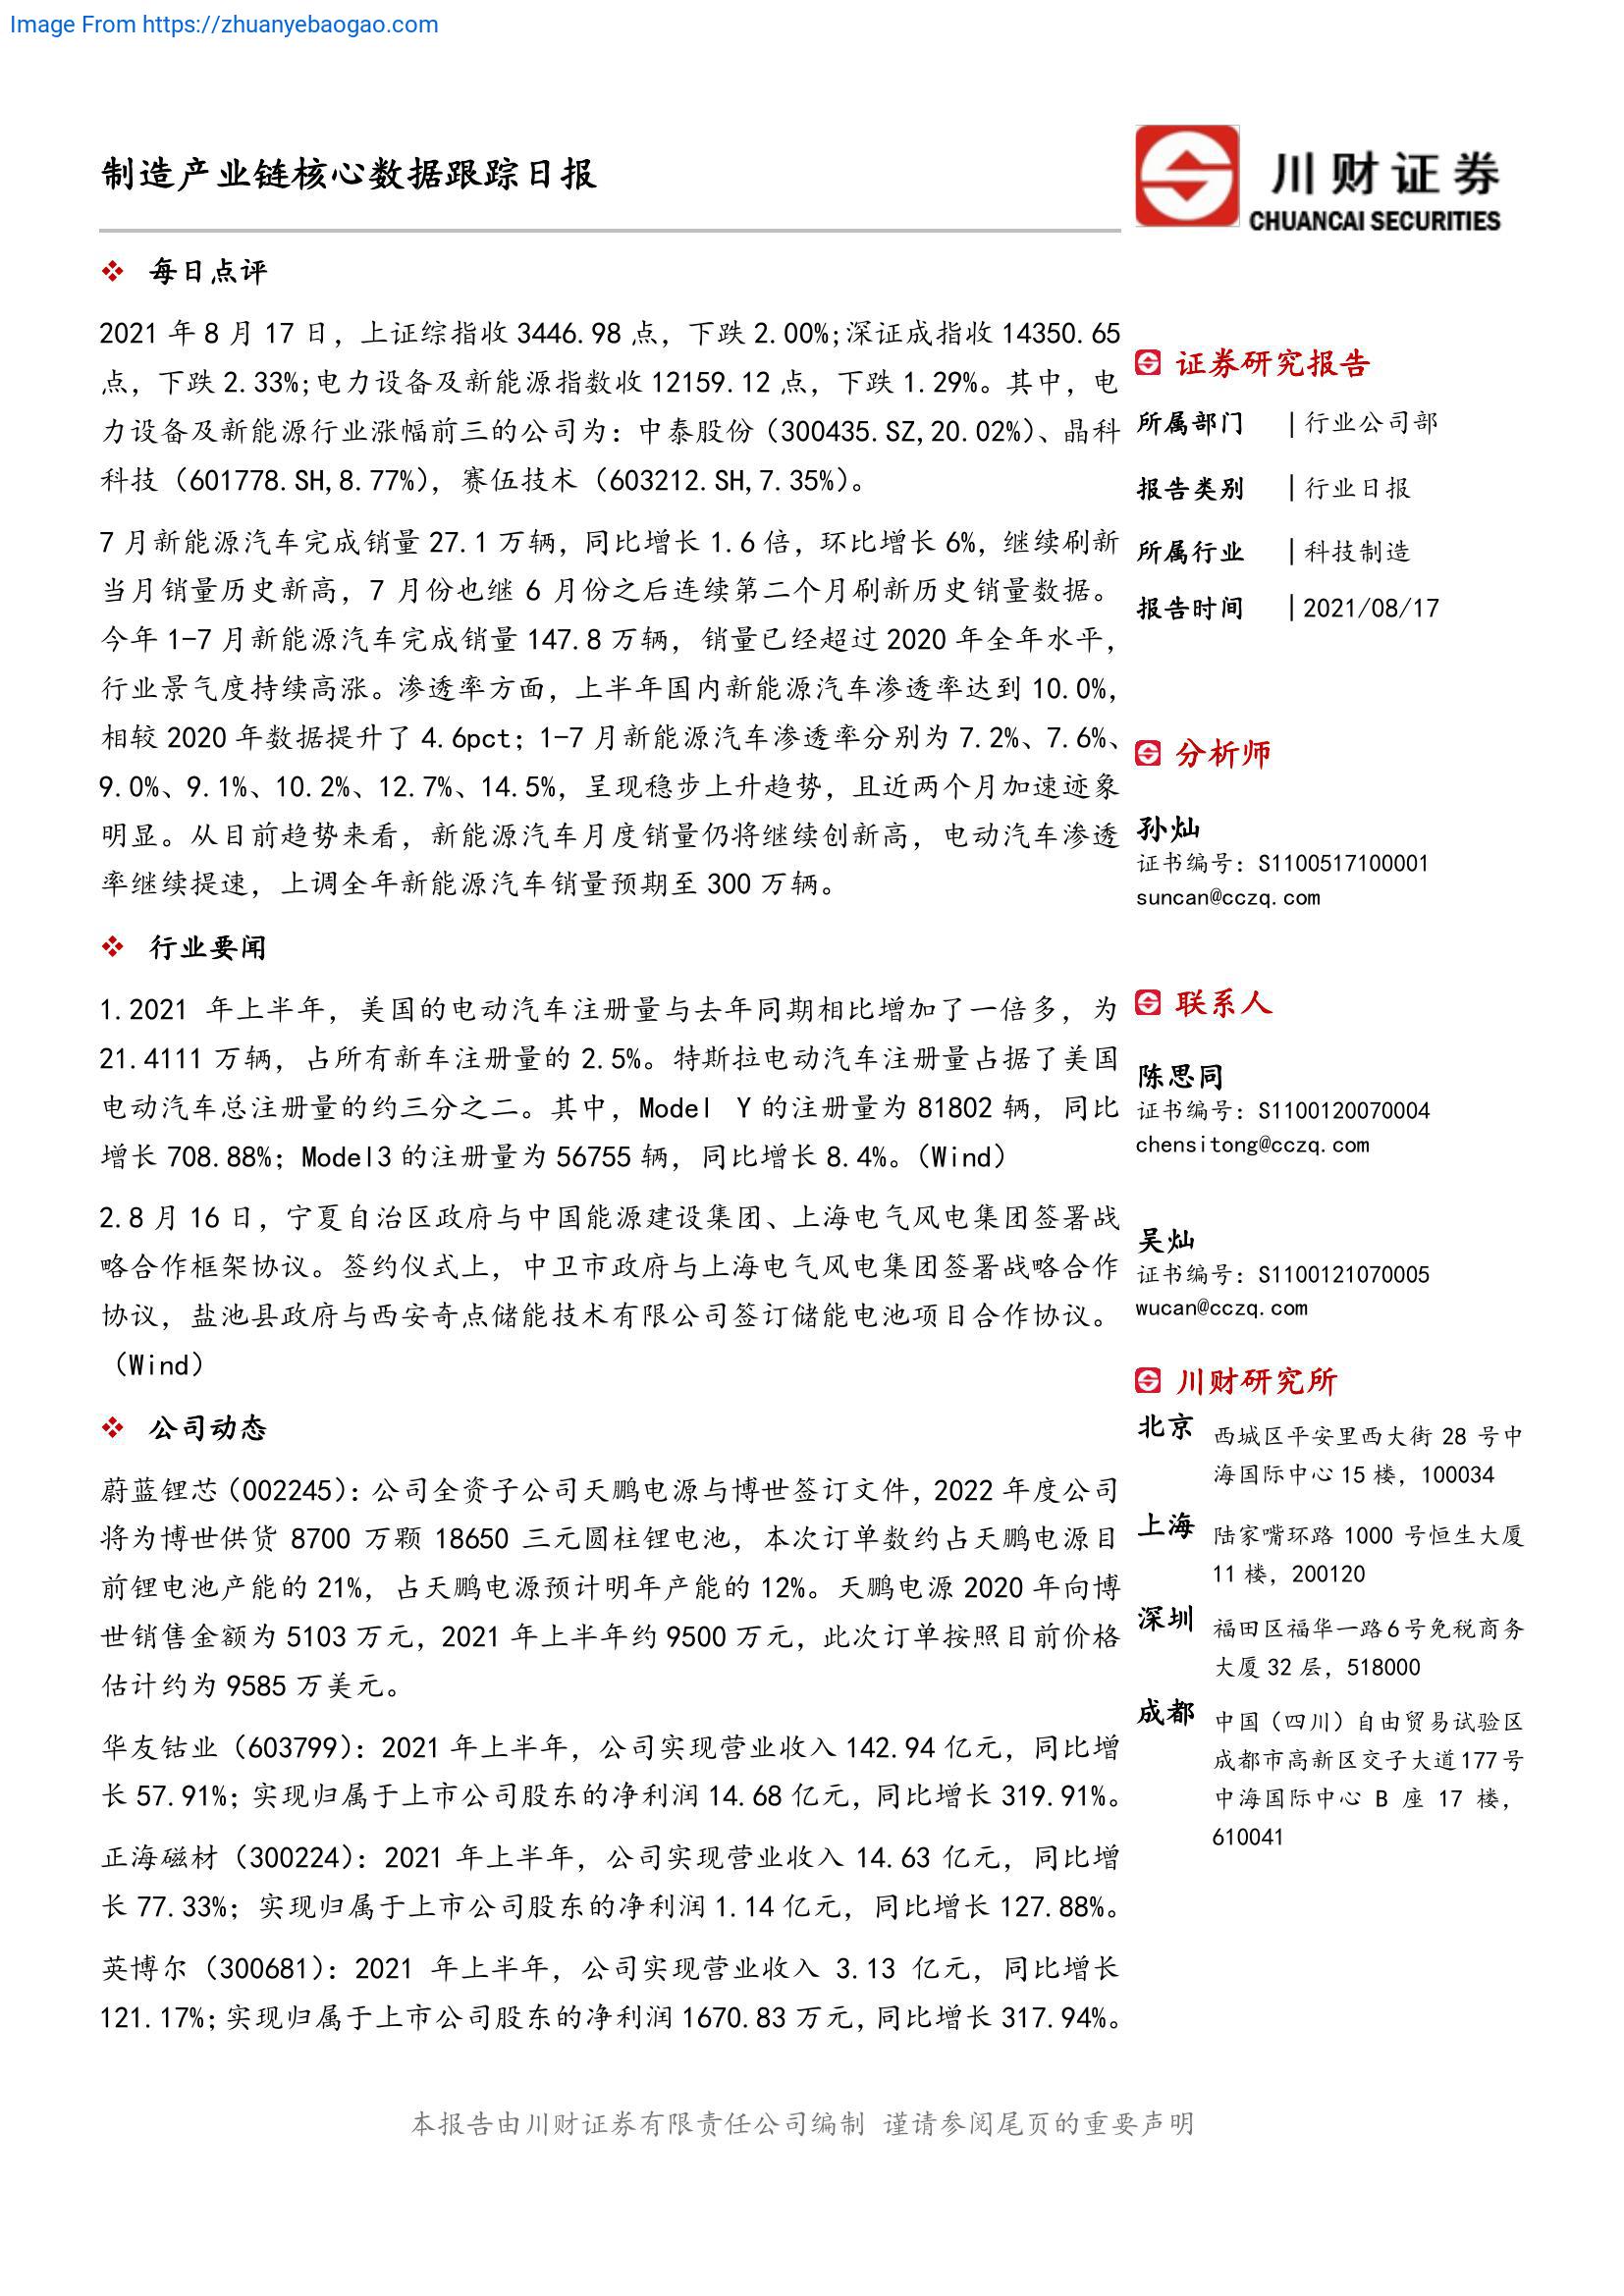 Image From https://zhuanyebaogao.com
制造产业链核心数据跟踪日报
川财证券
CHUANCAI SECURITIES
每日点评
2021 年 8 月 17 日，上证综指收 3446.98 点，下跌 2.00%;深证成指收 14350.65
点，下跌 2.33%;电力设备及新能源指数收 12159.12 点，下跌 1.29%。其中，电
力设备及新能源行业涨幅前三的公司为：中泰股份（300435.SZ,20.02%）、晶科
科技（601778.SH,8.77%），赛伍技术（603212.SH,7.35%）。
7 月新能源汽车完成销量 27.1 万辆，同比增长 1.6 倍，环比增长 6%，继续刷新
当月销量历史新高，7 月份也继 6 月份之后连续第二个月刷新历史销量数据。
今年 1-7 月新能源汽车完成销量 147.8 万辆，销量已经超过 2020 年全年水平，
行业景气度持续高涨。渗透率方面，上半年国内新能源汽车渗透率达到 10.0%，
相较 2020 年数据提升了 4.6pct；1-7 月新能源汽车渗透率分别为 7.2%、7.6%、
9.0%、9.1%、10.2%、12.7%、14.5%，呈现稳步上升趋势，且近两个月加速迹象
明显。从目前趋势来看，新能源汽车月度销量仍将继续创新高，电动汽车渗透
率继续提速，上调全年新能源汽车销量预期至 300 万辆。
行业要闻
1.2021 年上半年，美国的电动汽车注册量与去年同期相比增加了一倍多，为
21.4111 万辆，占所有新车注册量的 2.5%。特斯拉电动汽车注册量占据了美国
电动汽车总注册量的约三分之二。其中，Model Y 的注册量为 81802 辆，同比
增长 708.88%；Model3 的注册量为 56755 辆，同比增长 8.4%。（Wind）
2.8 月 16 日，宁夏自治区政府与中国能源建设集团、上海电气风电集团签署战
略合作框架协议。签约仪式上，中卫市政府与上海电气风电集团签署战略合作
协议，盐池县政府与西安奇点储能技术有限公司签订储能电池项目合作协议。
（Wind）
公司动态
蔚蓝锂芯（002245）：公司全资子公司天鹏电源与博世签订文件，2022 年度公司
将为博世供货 8700 万颗 18650 三元圆柱锂电池，本次订单数约占天鹏电源目
前锂电池产能的 21%，占天鹏电源预计明年产能的 12%。天鹏电源 2020 年向博
世销售金额为 5103 万元，2021 年上半年约 9500 万元，此次订单按照目前价格
估计约为 9585 万美元。
华友钴业（603799）：2021 年上半年，公司实现营业收入 142.94 亿元，同比增
长 57.91%；实现归属于上市公司股东的净利润 14.68 亿元，同比增长 319.91%。
正海磁材（300224）：2021 年上半年，公司实现营业收入 14.63 亿元，同比增
长 77.33%；实现归属于上市公司股东的净利润 1.14 亿元，同比增长 127.88%。
英博尔（300681）：2021 年上半年，公司实现营业收入 3.13 亿元，同比增长
121.17%；实现归属于上市公司股东的净利润 1670.83 万元，同比增长 317.94%。
证券研究报告
所属部门 |行业公司部
报告类别 |行业日报
所属行业 |科技制造
报告时间 |2021/08/17
分析师
孙灿
证书编号：S1100517100001
suncan@cczq.com
联系人
陈思同
证书编号：S1100120070004
chensitong@cczq.com
吴灿
证书编号：S1100121070005
wucan@cczq.com
川财研究所
北京 西城区平安里西大街 28 号中
海国际中心 15 楼，100034
上海 陆家嘴环路 1000 号恒生大厦
11 楼，200120
深圳 福田区福华一路 6 号免税商务
大厦 32 层，518000
成都 中国（四川）自由贸易试验区
成都市高新区交子大道 177 号
中海国际中心 B 座 17 楼，
610041
本报告由川财证券有限责任公司编制 谨请参阅尾页的重要声明